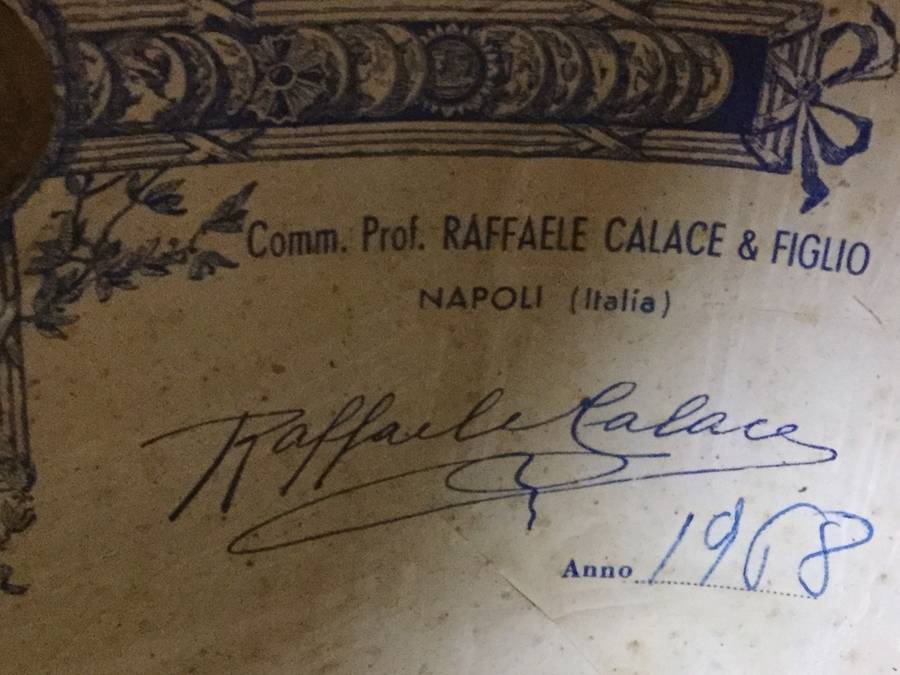 Comm. Prof. RAFFAELE CALACE & FIGLIO
NAPOLI (Italia)
Raffaele Calace
Anno 1968